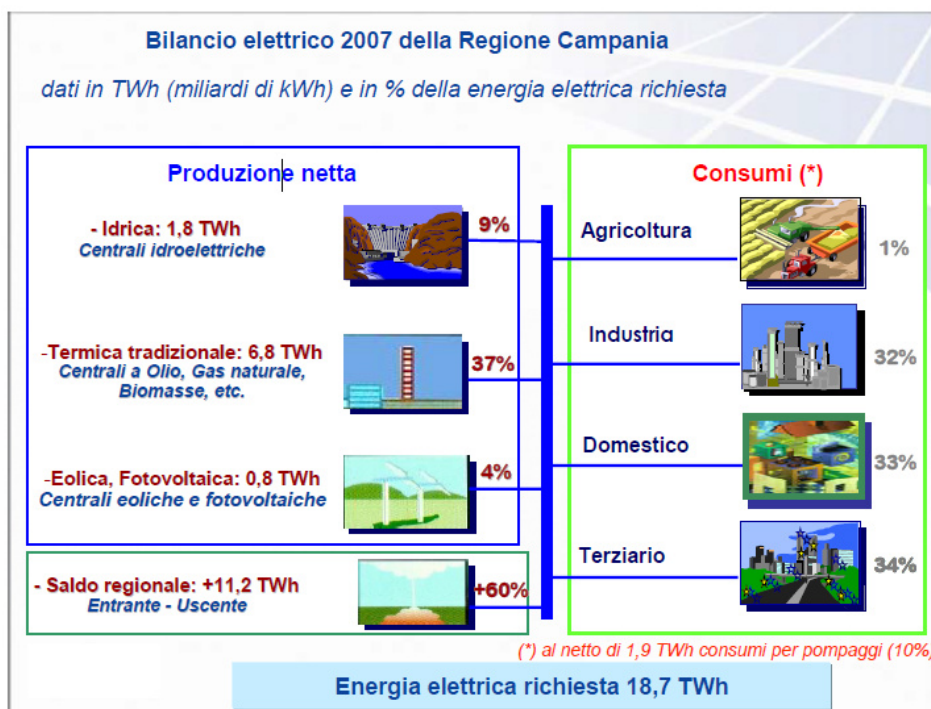 Bilancio elettrico 2007 della Regione Campania
dati in TWh (miliardi di kWh) e in % della energia elettrica richiesta
Produzione netta
- Idrica: 1,8 TWh
Centrali idroelettriche
9%
-Termica tradizionale: 6,8 TWh
Centrali a Olio, Gas naturale,
Biomasse, etc.
37%
-Eolica, Fotovoltaica: 0,8 TWh
Centrali eoliche e fotovoltaiche
4%
- Saldo regionale: +11,2 TWh
Entrante - Uscente
+60%
Consumi (*)
Agricoltura
1%
Industria
32%
Domestico
33%
Terziario
34%
(*) al netto di 1,9 TWh consumi per pompaggi (10%)
Energia elettrica richiesta 18,7 TWh